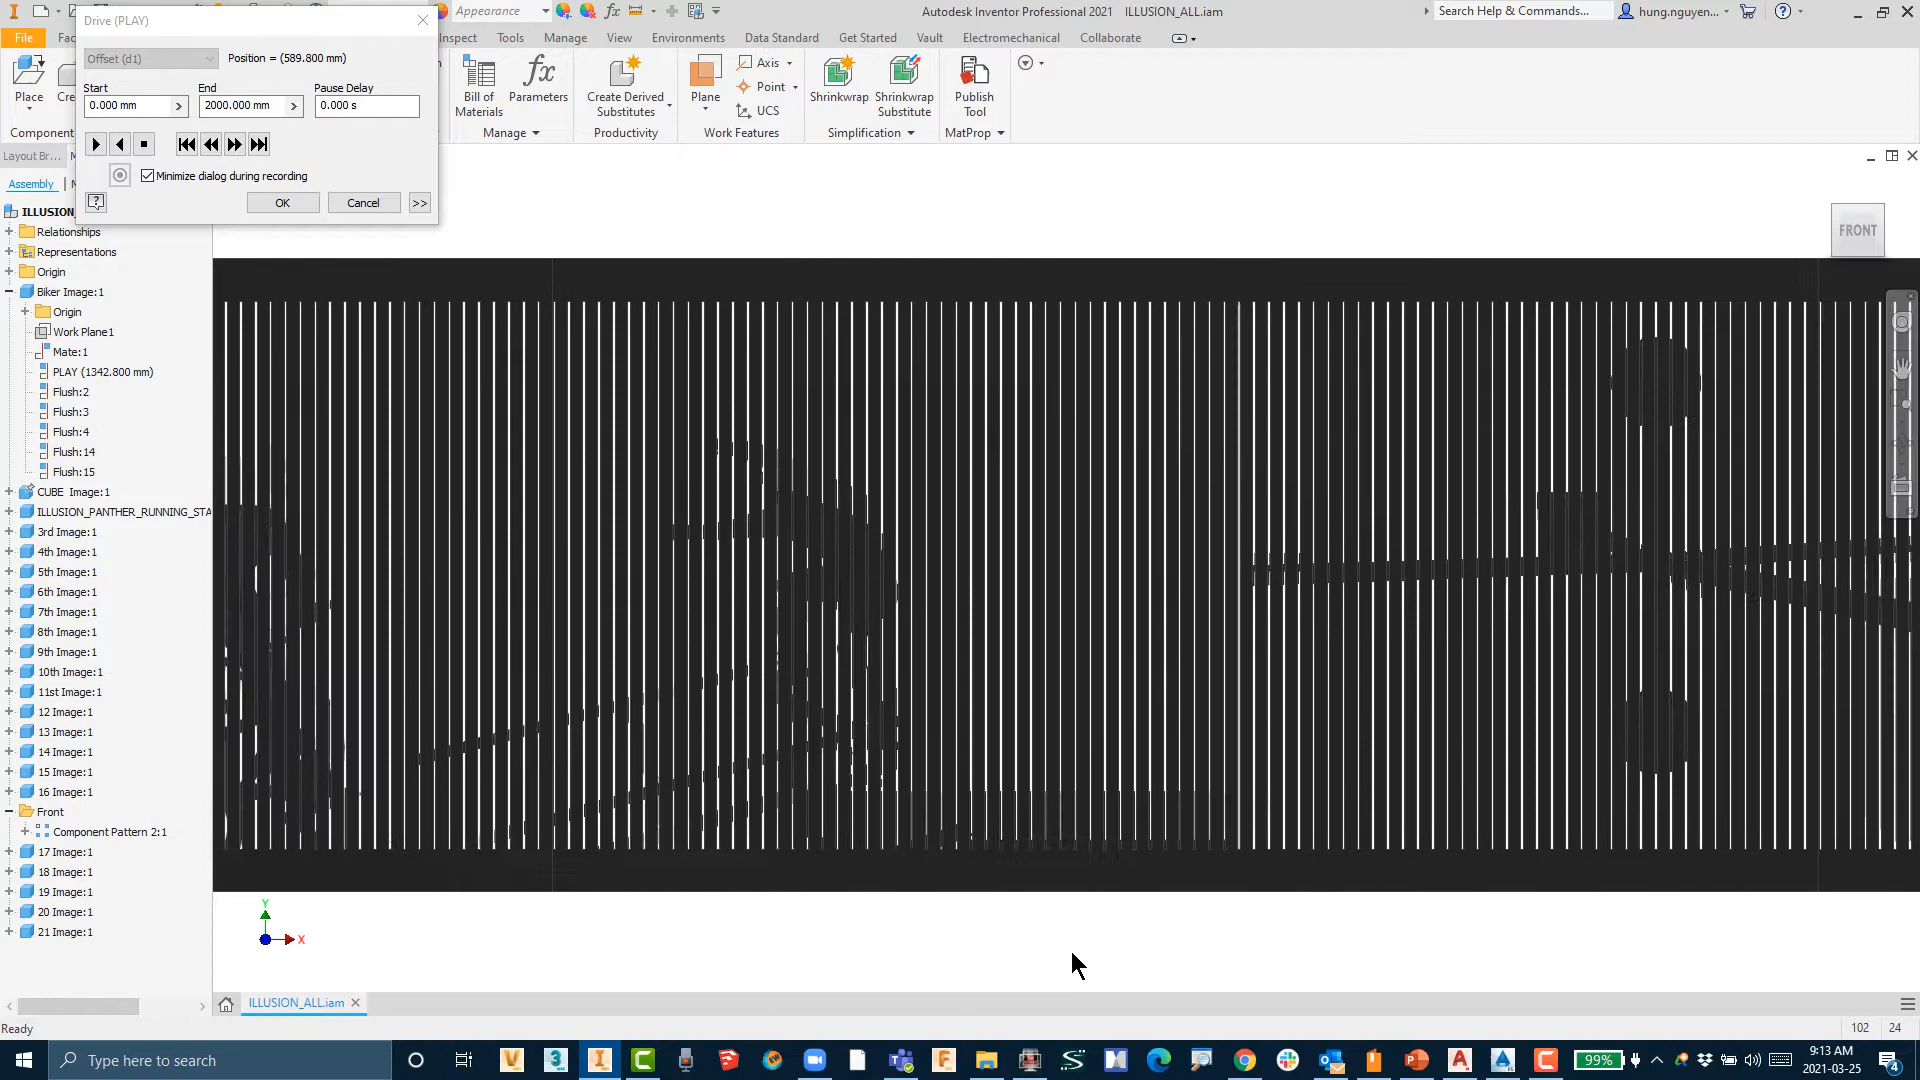 Drive (PLAY)
Appearance
Autodesk Inventor Professional 2021 ILLUSION_ALL.iam
Search Help & Commands...
hung.nguyen...
File
Inspect
Tools
Manage
View
Environments
Data Standard
Get Started
Vault
Electromechanical
Collaborate
Offset (d1)
Position = (589.800 mm)
Start
End
Pause Delay
0.000 mm
2000.000 mm
0.000 s
Minimize dialog during recording
OK
Cancel
>>
Place
Component
Bill of
Materials
Parameters
Manage
Create Derived
Substitutes
Productivity
Plane
Axis
Point
UCS
Work Features
Shrinkwrap
Shrinkwrap
Substitute
Simplification
Publish
Tool
MatProp
Layout Br...
Assembly
ILLUSION_
Relationships
Representations
Origin
Biker Image:1
Origin
Work Plane1
Mate:1
PLAY (1342.800 mm)
Flush:2
Flush:3
Flush:4
Flush:14
Flush:15
CUBE Image:1
ILLUSION_PANTHER_RUNNING_STA
3rd Image:1
4th Image:1
5th Image:1
6th Image:1
7th Image:1
8th Image:1
9th Image:1
10th Image:1
11st Image:1
12 Image:1
13 Image:1
14 Image:1
15 Image:1
16 Image:1
Front
Component Pattern 2:1
17 Image:1
18 Image:1
19 Image:1
20 Image:1
21 Image:1
FRONT
Y
X
ILLUSION_ALL.iam
Ready
102 24
Type here to search
99%
9:13 AM
2021-03-25
4